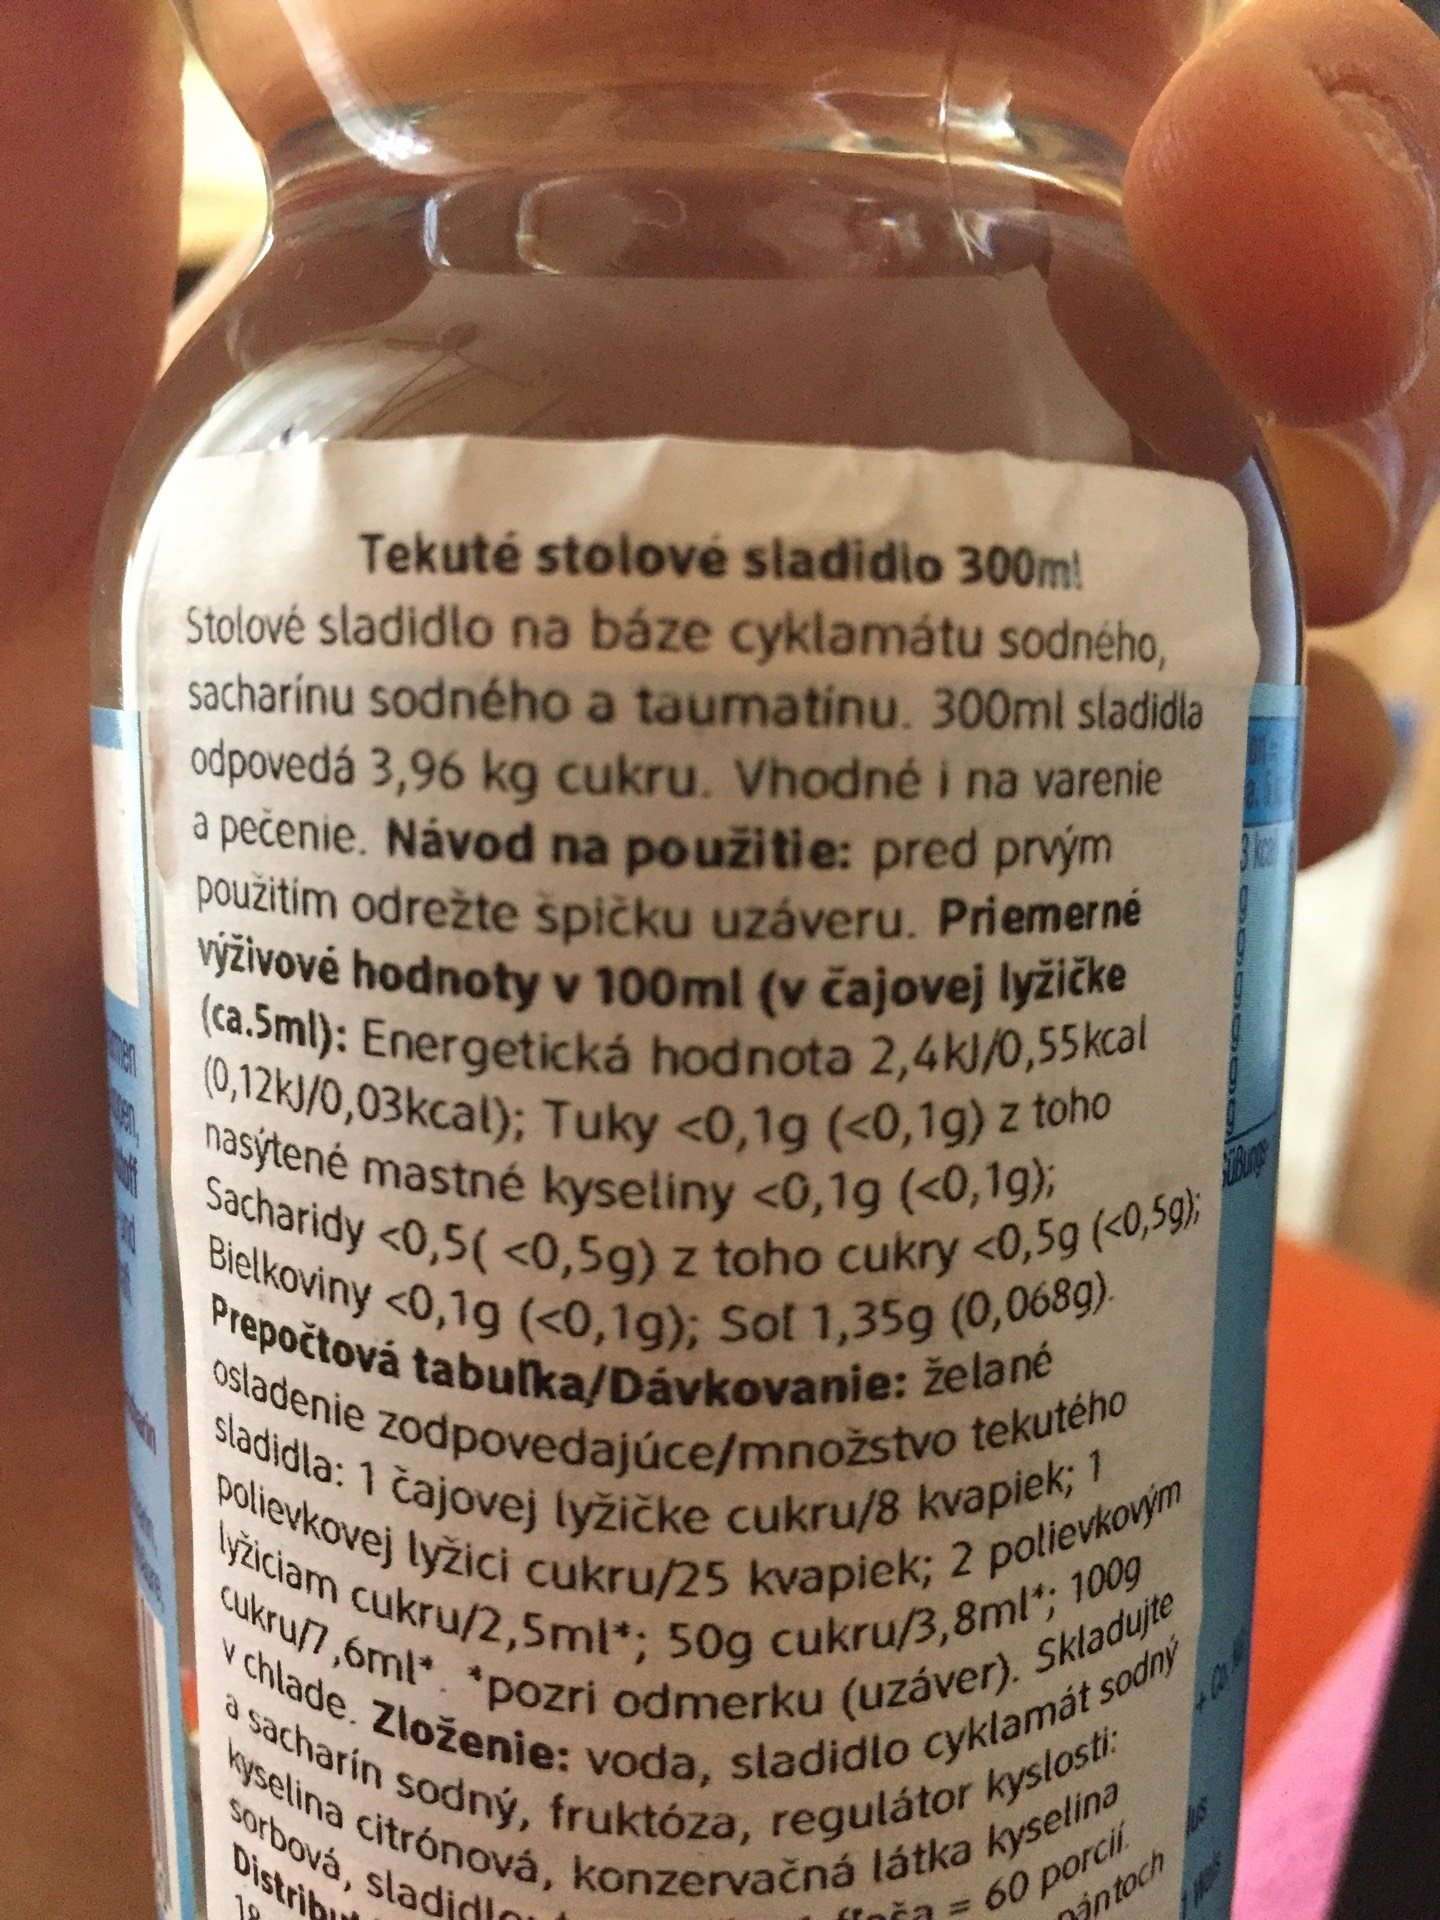 Tekuté stolové sladidlo 300ml
Stolové sladidlo na báze cyklamátu sodného,
sacharínu sodného a taumatínu. 300ml sladidla
odpovedá 3,96 kg cukru. Vhodné i na varenie
a pečenie. Návod na použitie: pred prvým
použitím odrežte špičku uzáveru. Priemerné
výživové hodnoty v 100ml (v čajovej lyžičke
(ca.5ml): Energetická hodnota 2,4kJ/0,55kcal
(0,12kJ/0,03kcal); Tuky <0,1g (<0,1g) z toho
nasýtené mastné kyseliny <0,1g (<0,1g);
Sacharidy <0,5( <0,5g) z toho cukry <0,5g (<0,5g);
Bielkoviny <0,1g (<0,1g); Soľ 1,35g (0,068g).
Prepočtová tabuľka/Dávkovanie: želané
osladenie zodpovedajúce/množstvo tekutého
sladidla: 1 čajovej lyžičke cukru/8 kvapiek; 1
polievkovej lyžici cukru/25 kvapiek; 2 polievkovým
lyžiciam cukru/2,5ml*; 50g cukru/3,8ml*; 100g
cukru/7,6ml*. *pozri odmerku (uzáver). Skladujte
v chlade. Zloženie: voda, sladidlo cyklamát sodný
a sacharín sodný, fruktóza, regulátor kyslosti:
kyselina citrónová, konzervačná látka kyselina
sorbová, = 60 porcií.